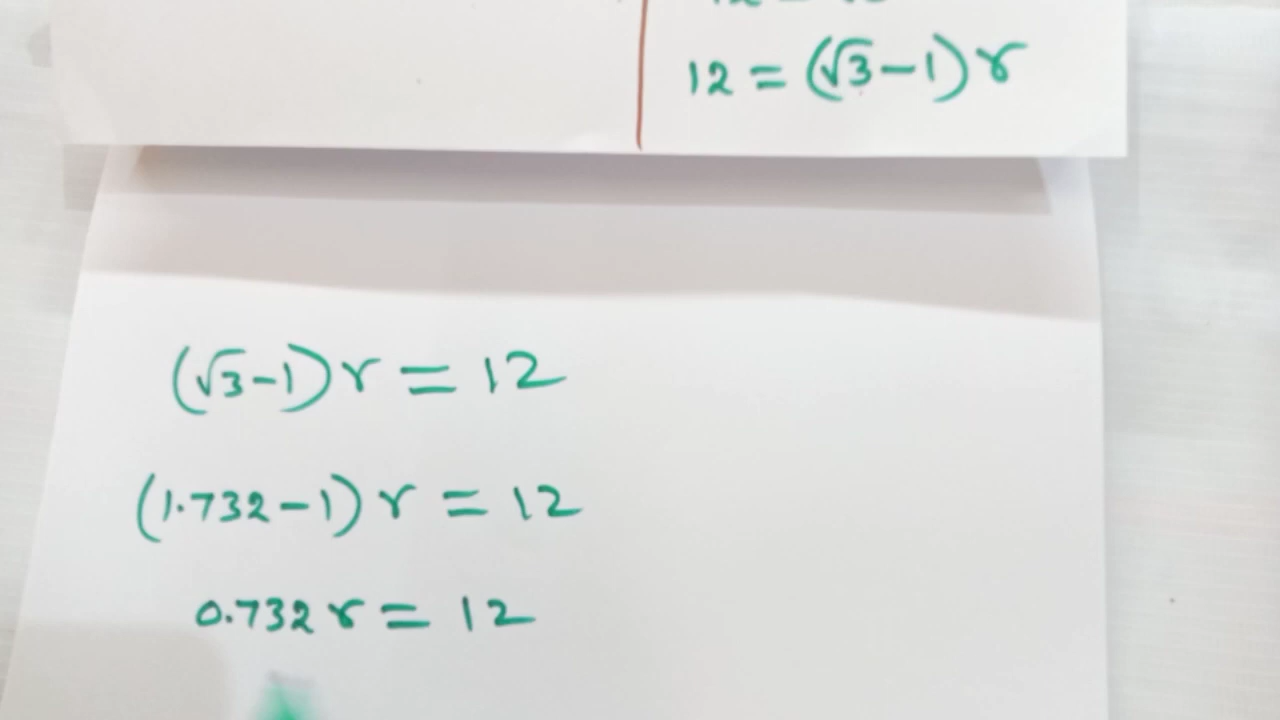 12 = (√3-1) r
(√3-1) r = 12
(1.732-1) r = 12
0.732 r = 12